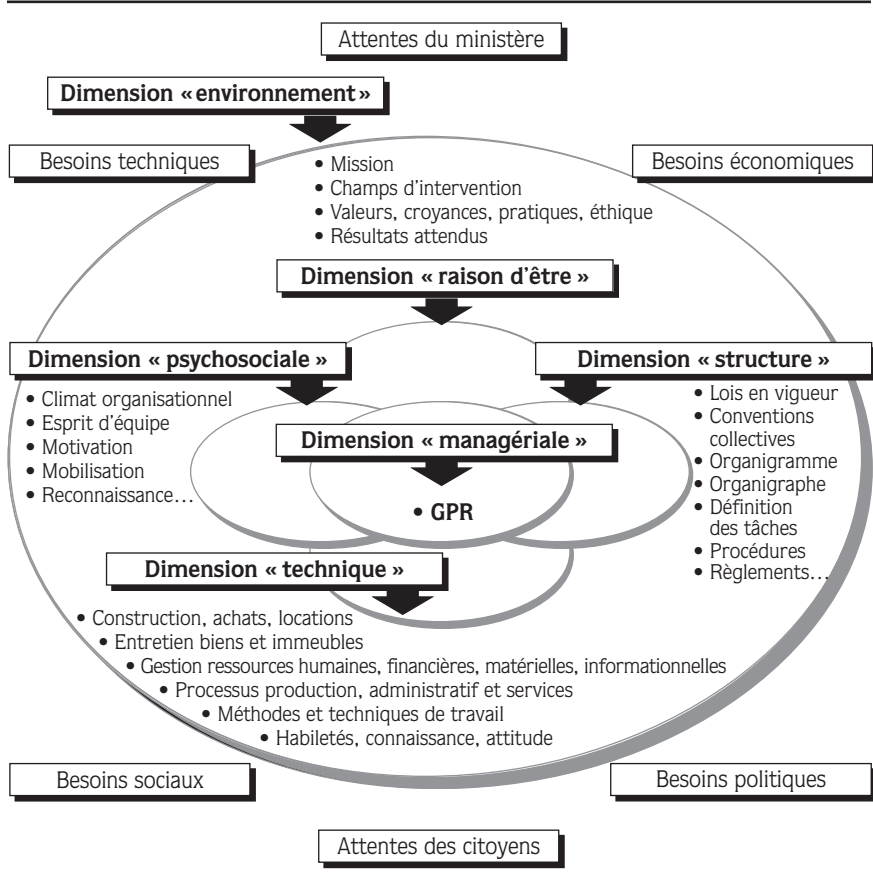 Attentes du ministère
Dimension « environnement »
Besoins techniques
Besoins économiques
• Mission
• Champs d'intervention
• Valeurs, croyances, pratiques, éthique
• Résultats attendus
Dimension « raison d'être »
Dimension « psychosociale »
• Climat organisationnel
• Esprit d'équipe
• Motivation
• Mobilisation
• Reconnaissance…
Dimension « structure »
• Lois en vigueur
• Conventions
collectives
• Organigramme
• Organigraphe
• Définition
des tâches
• Procédures
• Règlements…
Dimension « managériale »
• GPR
Dimension « technique »
• Construction, achats, locations
• Entretien biens et immeubles
• Gestion ressources humaines, financières, matérielles, informationnelles
• Processus production, administratif et services
• Méthodes et techniques de travail
• Habiletés, connaissance, attitude
Besoins sociaux
Besoins politiques
Attentes des citoyens